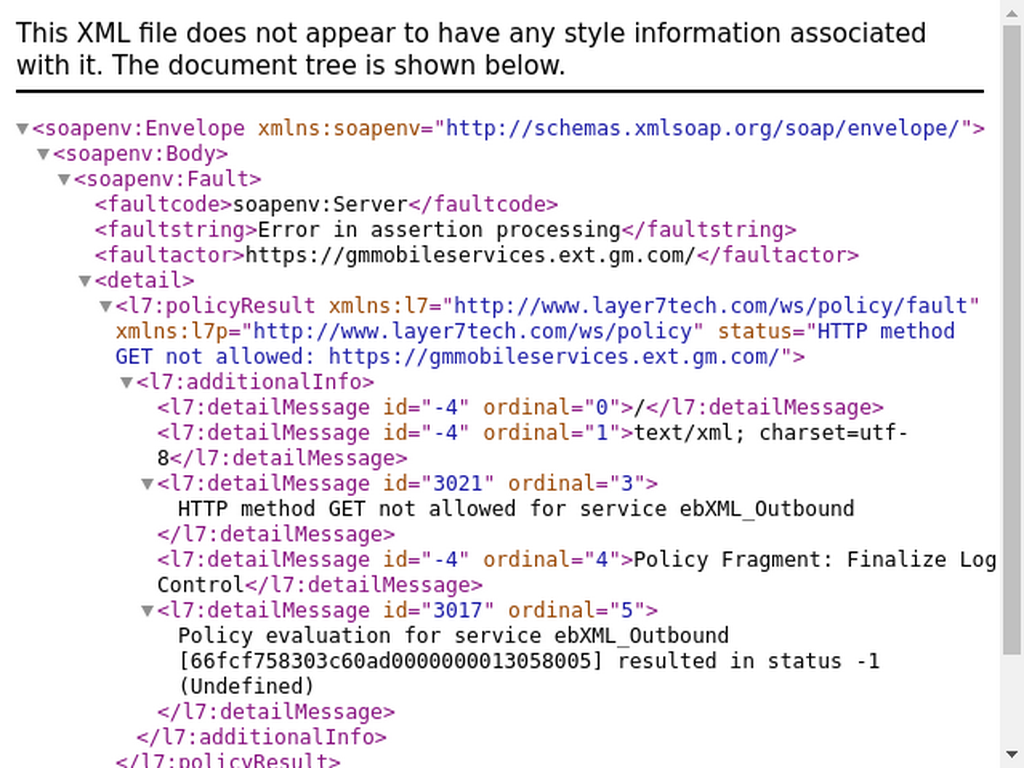 This XML file does not appear to have any style information associated
with it. The document tree is shown below.
▼<soapenv:Envelope xmlns:soapenv="http://schemas.xmlsoap.org/soap/envelope/">
▼<soapenv:Body>
▼<soapenv:Fault>
<faultcode>soapenv:Server</faultcode>
<faultstring>Error in assertion processing</faultstring>
<faultactor>https://gmmobileservices.ext.gm.com/</faultactor>
▼<detail>
▼<l7:policyResult xmlns:l7="http://www.layer7tech.com/ws/policy/fault"
xmlns:l7p="http://www.layer7tech.com/ws/policy" status="HTTP method
GET not allowed: https://gmmobileservices.ext.gm.com/">
▼<l7:additionalInfo>
<l7:detailMessage id="-4" ordinal="0">/</l7:detailMessage>
<l7:detailMessage id="-4" ordinal="1">text/xml; charset=utf-
8</l7:detailMessage>
▼<l7:detailMessage id="3021" ordinal="3">
HTTP method GET not allowed for service ebXML_Outbound
</l7:detailMessage>
<l7:detailMessage id="-4" ordinal="4">Policy Fragment: Finalize Log
Control</l7:detailMessage>
▼<l7:detailMessage id="3017" ordinal="5">
Policy evaluation for service ebXML_Outbound
[66fcf758303c60ad0000000013058005] resulted in status -1
(Undefined)
</l7:detailMessage>
</l7:additionalInfo>
</l7:policyResult>